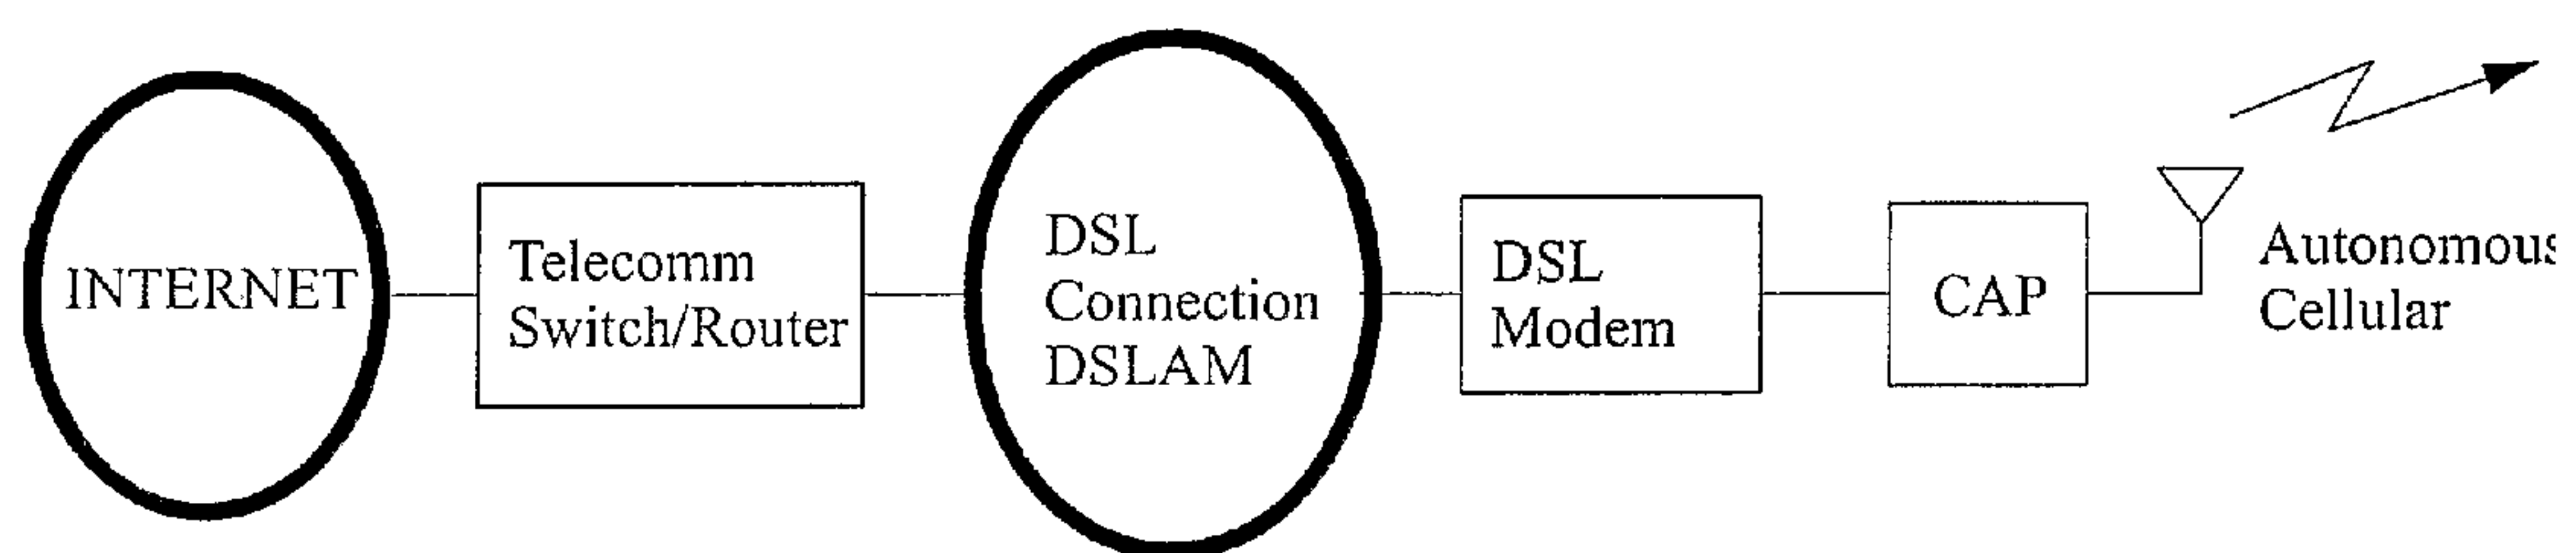 INTERNET
Telecomm
Switch/Router
DSL
Connection
DSLAM
DSL
Modem
CAP
Autonomous
Cellular